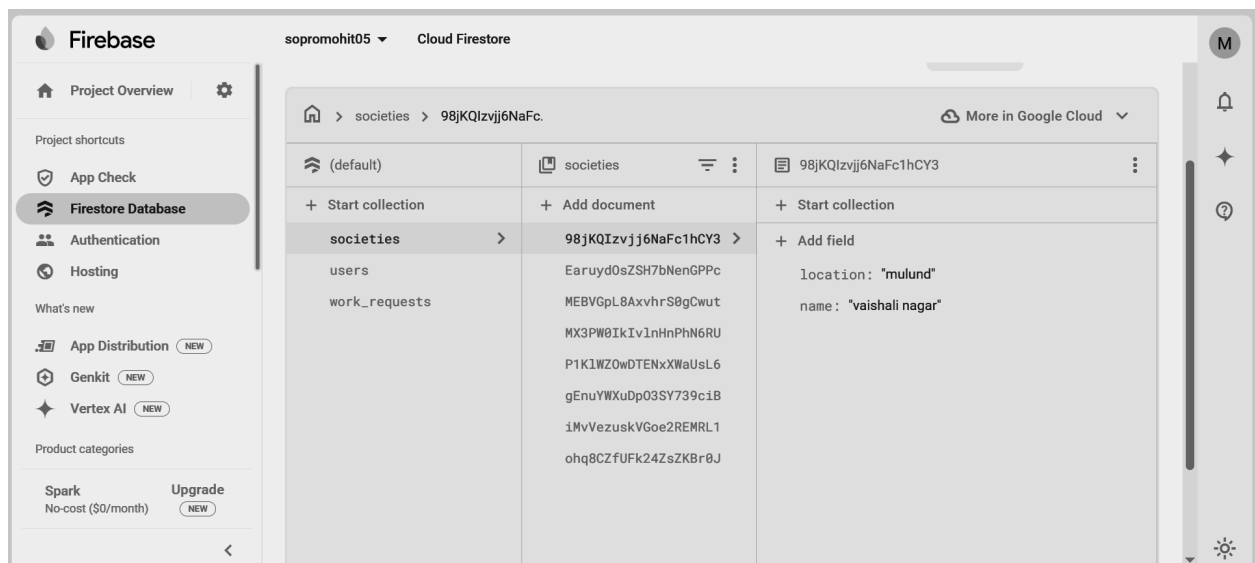 Firebase
sopromohit05 Cloud Firestore
M
Project Overview
Project shortcuts
App Check
Firestore Database
Authentication
Hosting
What's new
App Distribution NEW
Genkit NEW
Vertex AI NEW
Product categories
Spark
No-cost ($0/month)
Upgrade
NEW
societies 98jKQIzvjj6NaFc.
More in Google Cloud
(default)
+ Start collection
societies
users
work_requests
societies
+ Add document
98jKQIzvjj6NaFc1hCY3
EaruydOsZSH7bNenGPPc
MEBVGpL8AxvhrS0gCwut
MX3PW0IkIvlnHnPhN6RU
P1KlWZOwDTENxXWaUsL6
gEnuYWXuDpO3SY739ciB
iMvVezuskVGoe2REMRL1
ohq8CZfUFk24ZsZKBr0J
98jKQIzvjj6NaFc1hCY3
+ Start collection
+ Add field
location: "mulund"
name: "vaishali nagar"